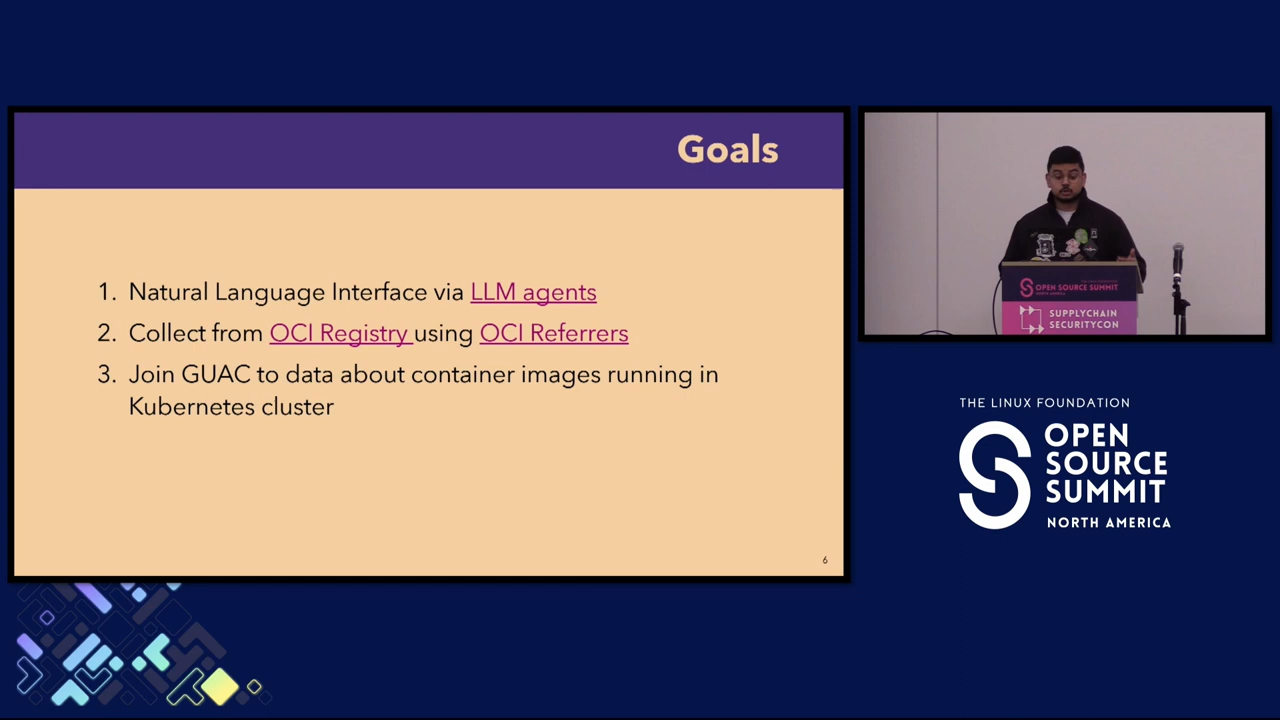 Goals
1. Natural Language Interface via LLM agents
2. Collect from OCI Registry using OCI Referrers
3. Join GUAC to data about container images running in
Kubernetes cluster
6
OPEN SOURCE SUMMIT
NORTH AMERICA
SUPPLYCHAIN
SECURITYCON
THE LINUX FOUNDATION
OPEN
SOURCE
SUMMIT
NORTH AMERICA